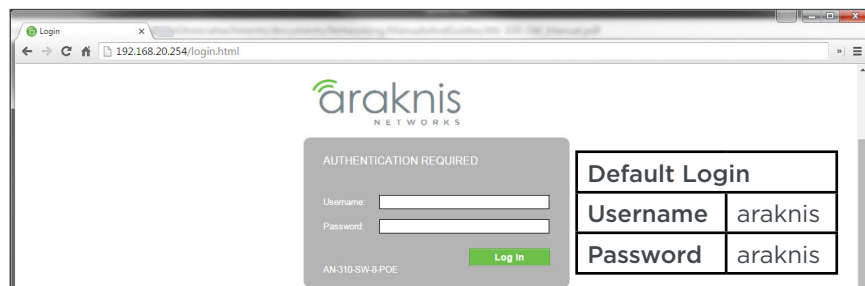 Login
192.168.20.254/login.html
araknis
NETWORKS
AUTHENTICATION REQUIRED
Username:
Password:
Log In
AN-310-SW-8-POE
Default Login
Username araknis
Password araknis